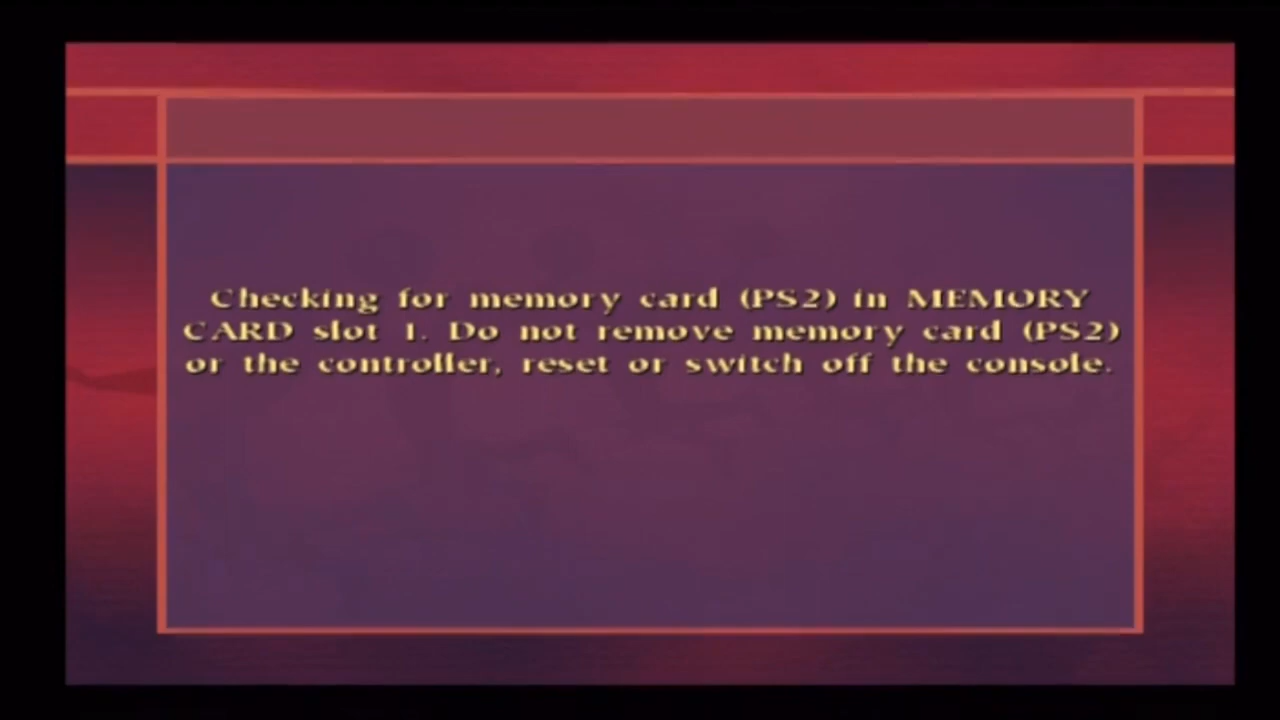 Checking for memory card (PS2) in MEMORY
CARD slot 1. Do not remove memory card (PS2)
or the controller, reset or switch off the console.